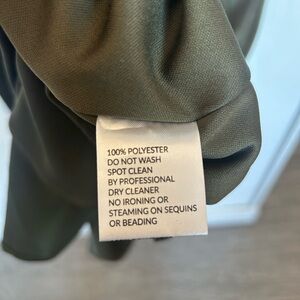 100% POLYESTER
DO NOT WASH
SPOT CLEAN
BY PROFESSIONAL
DRY CLEANER
NO IRONING OR
STEAMING ON SEQUINS
OR BEADING